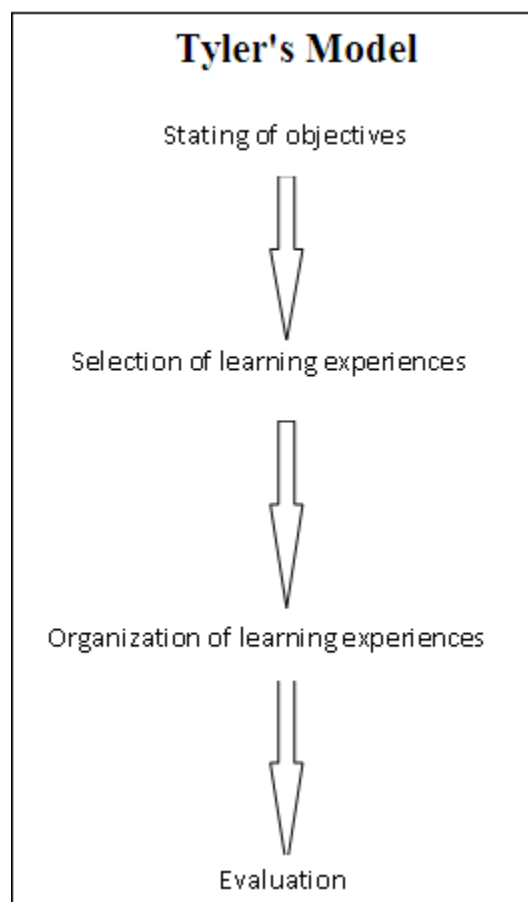 Tyler's Model
Stating of objectives
Selection of learning experiences
Organization of learning experiences
Evaluation